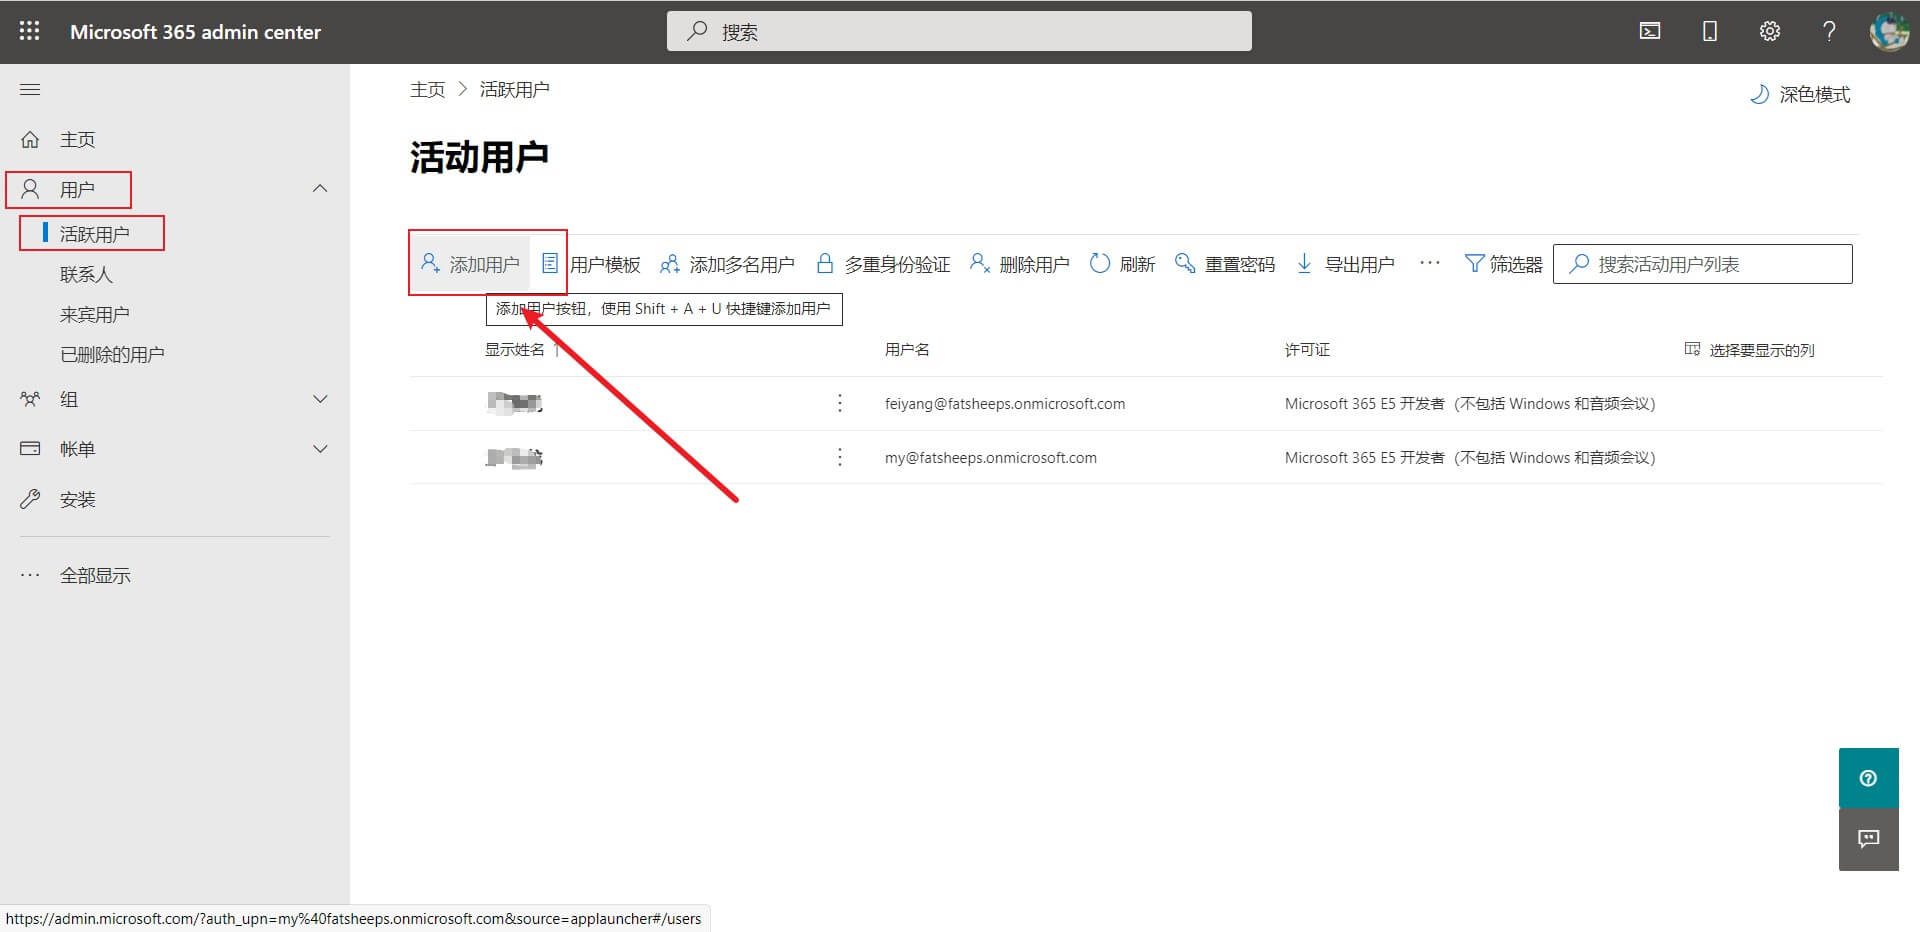 Microsoft 365 admin center
搜索
主页
用户
活跃用户
联系人
来宾用户
已删除的用户
组
帐单
安装
全部显示
主页 > 活跃用户
深色模式
活动用户
添加用户 用户模板 添加多名用户 多重身份验证 删除用户 刷新 重置密码 导出用户 ··· 筛选器 搜索活动用户列表
添加用户按钮，使用 Shift + A + U 快捷键添加用户
显示姓名 ↑ 用户名 许可证 选择要显示的列
feiyang@fatsheeps.onmicrosoft.com Microsoft 365 E5 开发者（不包括 Windows 和音频会议）
my@fatsheeps.onmicrosoft.com Microsoft 365 E5 开发者（不包括 Windows 和音频会议）
https://admin.microsoft.com/?auth_upn=my%40fatsheeps.onmicrosoft.com&source=applauncher#/users